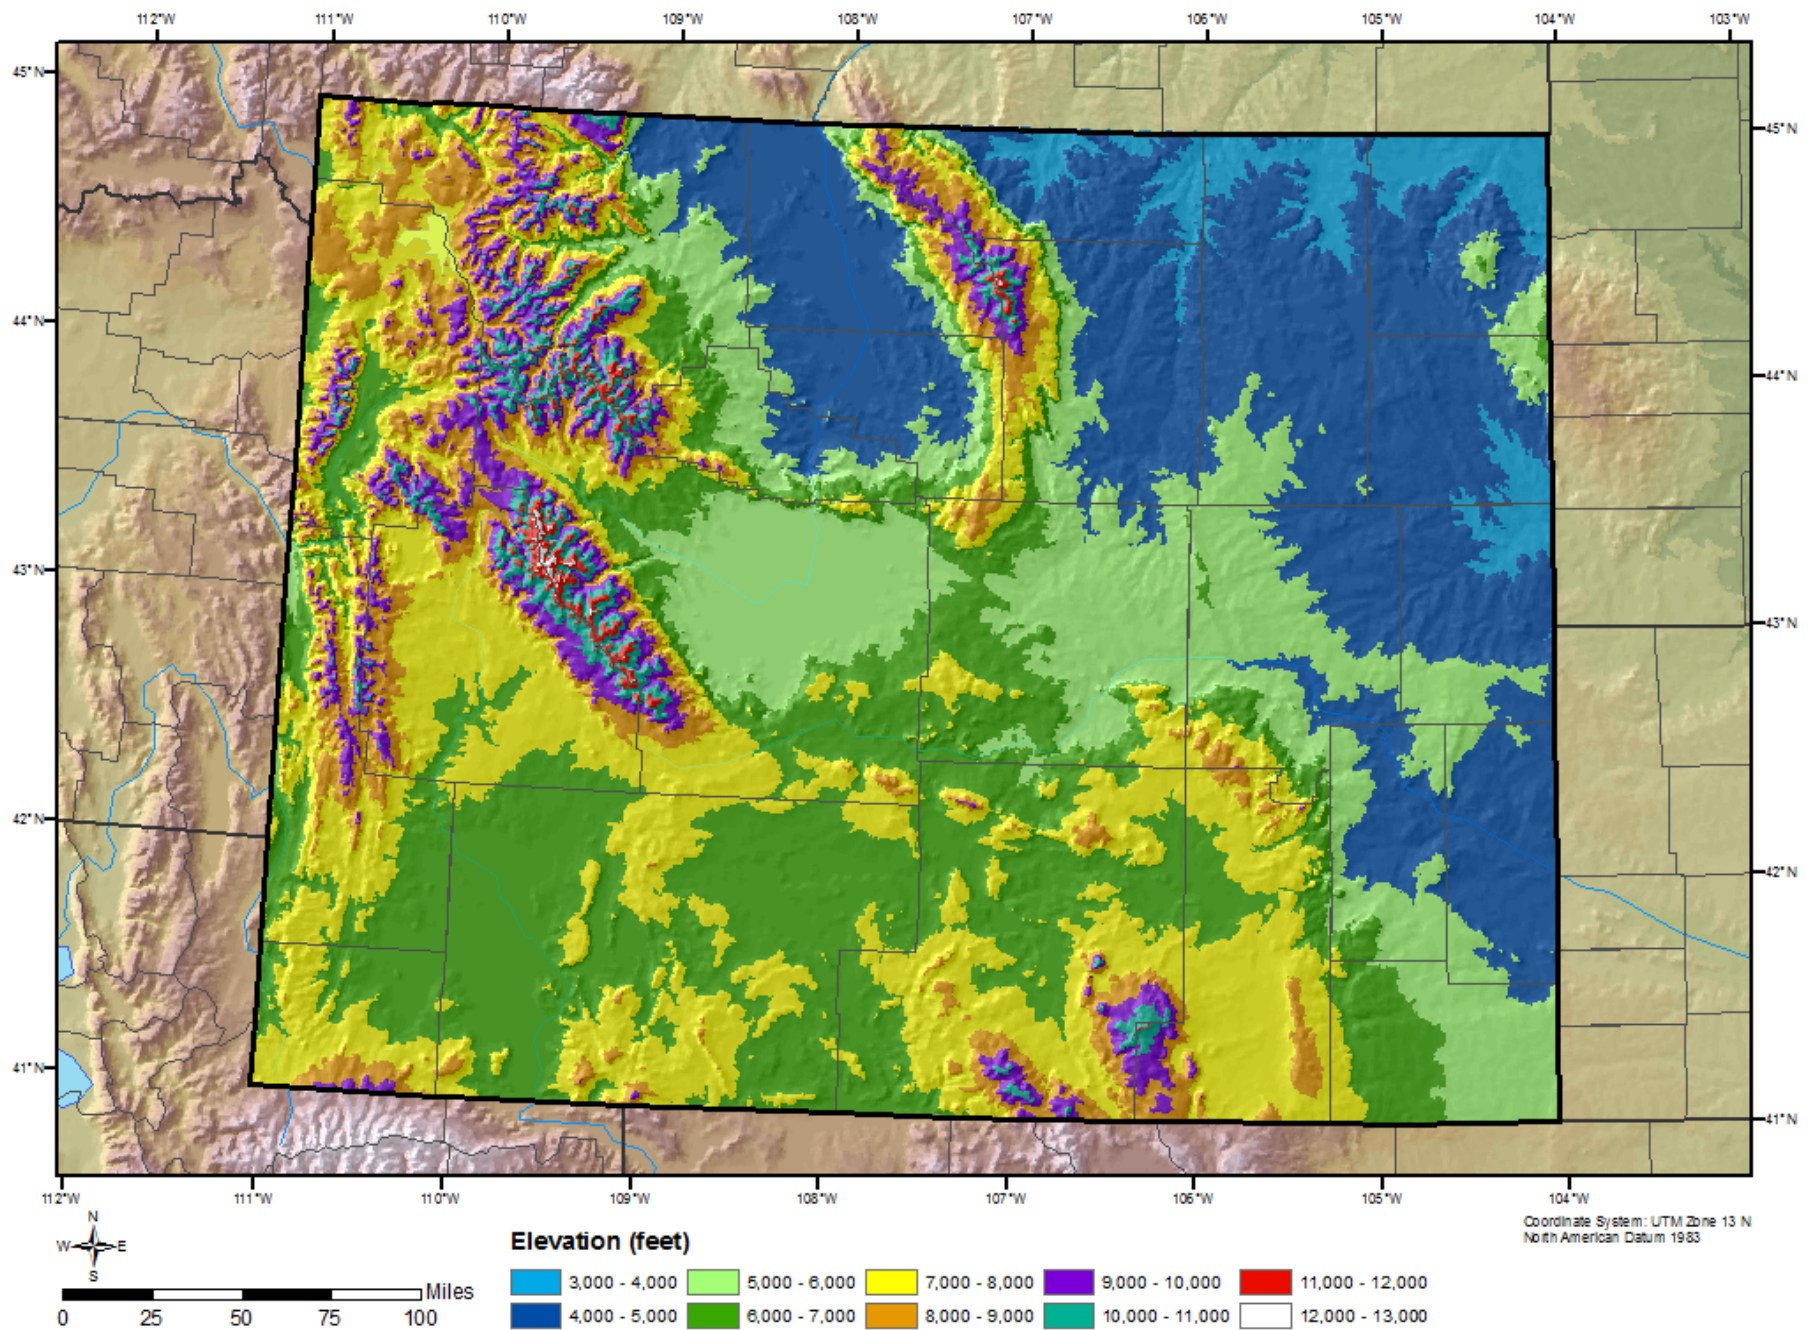 112°W 111°W 110°W 109°W 108°W 107°W 106°W 105°W 104°W 103°W
45°N
45°N
44°N
44°N
43°N
43°N
42°N
42°N
41°N
41°N
112°W 111°W 110°W 109°W 108°W 107°W 106°W 105°W 104°W
N
W E
S
Miles
0 25 50 75 100
Elevation (feet)
3,000 - 4,000 5,000 - 6,000 7,000 - 8,000 9,000 - 10,000 11,000 - 12,000
4,000 - 5,000 6,000 - 7,000 8,000 - 9,000 10,000 - 11,000 12,000 - 13,000
Coordinate System: UTM Zone 13 N
North American Datum 1983